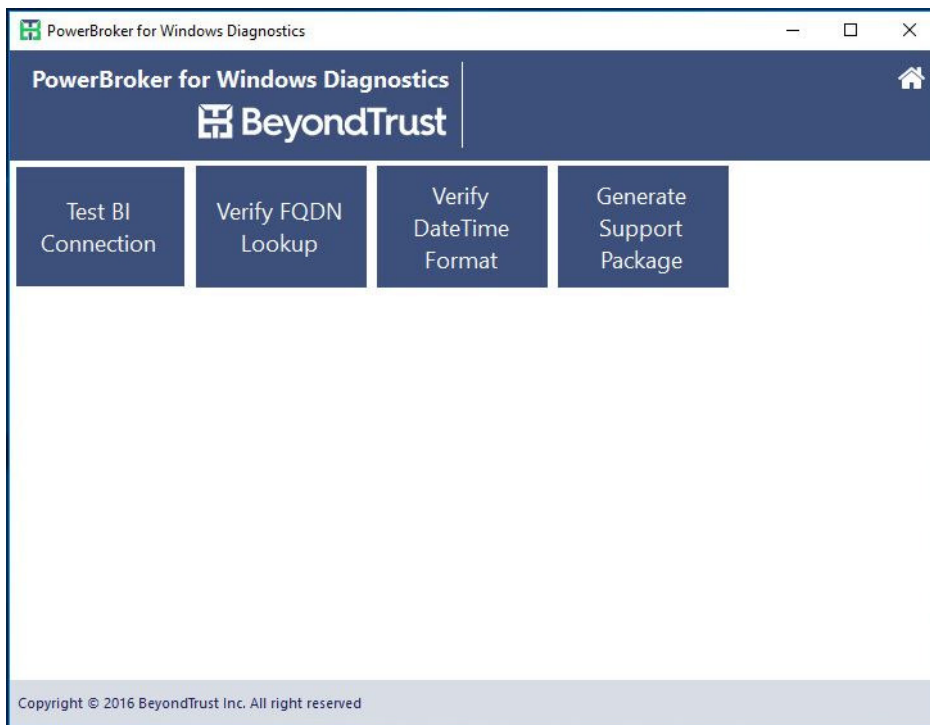 PowerBroker for Windows Diagnostics
PowerBroker for Windows Diagnostics
BeyondTrust
Test BI
Connection
Verify FQDN
Lookup
Verify
DateTime
Format
Generate
Support
Package
Copyright © 2016 BeyondTrust Inc. All right reserved